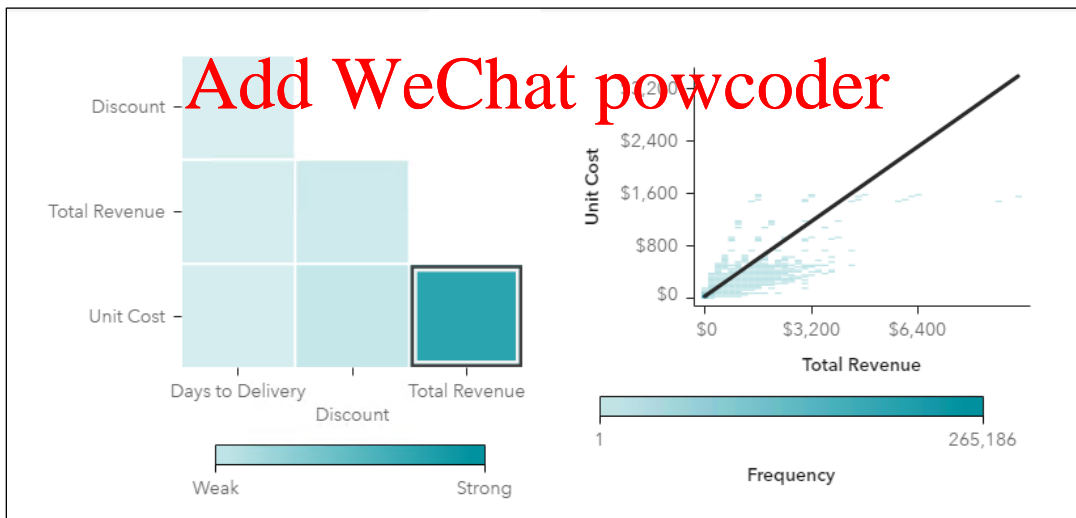 Add WeChat powcoder
Discount
Total Revenue
Unit Cost
Days to Delivery
Discount
Total Revenue
Weak
Strong
Unit Cost
$2,400
$1,600
$800
$0
$0
$3,200
$6,400
Total Revenue
1
265,186
Frequency